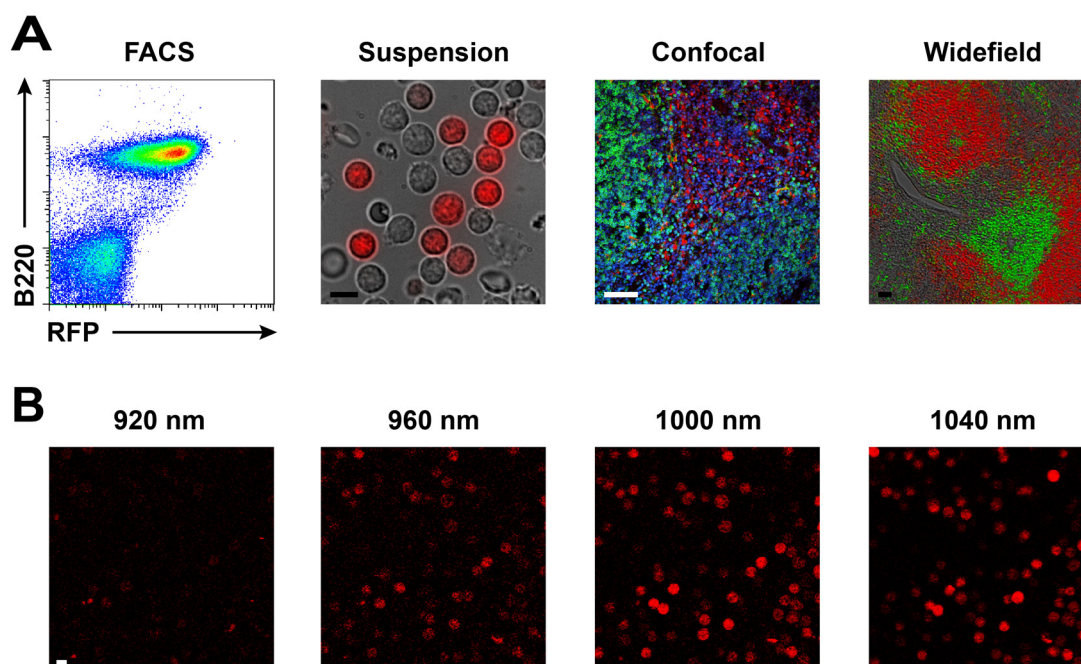 A
FACS
Suspension
Confocal
Widefield
B220
RFP
B
920 nm
960 nm
1000 nm
1040 nm